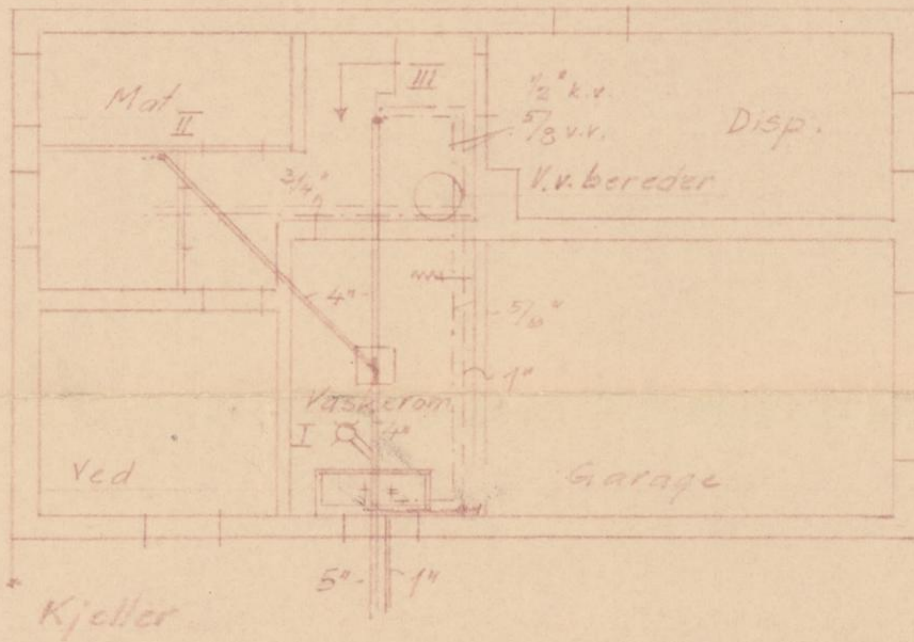 Mat
II
III
1/2" k.v.
5/8 v.v.
Disp.
V.v. bereder
3/4"
4"
5/8"
1"
Vaskerom
I
4"
Ved
Garage
5"
1"
Kjeller